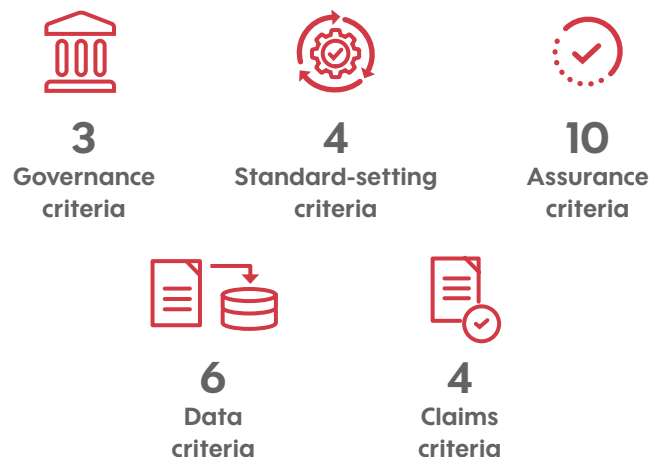 3
Governance
criteria
4
Standard-setting
criteria
10
Assurance
criteria
6
Data
criteria
4
Claims
criteria